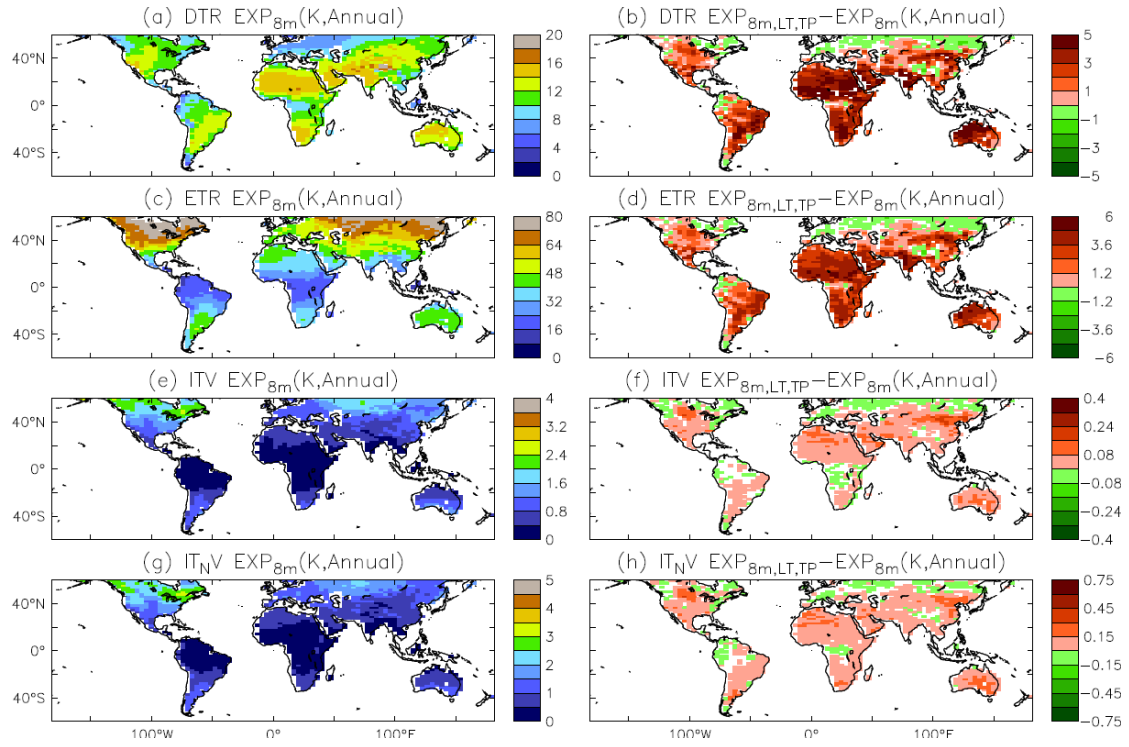 (a) DTR EXP8m(K,Annual)
(b) DTR EXP8m,LT,TP−EXP8m(K,Annual)
40°N
0°
40°S
20
16
12
8
4
0
5
3
1
−1
−3
−5
(c) ETR EXP8m(K,Annual)
(d) ETR EXP8m,LT,TP−EXP8m(K,Annual)
40°N
0°
40°S
80
64
48
32
16
0
6
3.6
1.2
−1.2
−3.6
−6
(e) ITV EXP8m(K,Annual)
(f) ITV EXP8m,LT,TP−EXP8m(K,Annual)
40°N
0°
40°S
4
3.2
2.4
1.6
0.8
0
0.4
0.24
0.08
−0.08
−0.24
−0.4
(g) ITNV EXP8m(K,Annual)
(h) ITNV EXP8m,LT,TP−EXP8m(K,Annual)
40°N
0°
40°S
5
4
3
2
1
0
0.75
0.45
0.15
−0.15
−0.45
−0.75
100°W 0° 100°E
100°W 0° 100°E